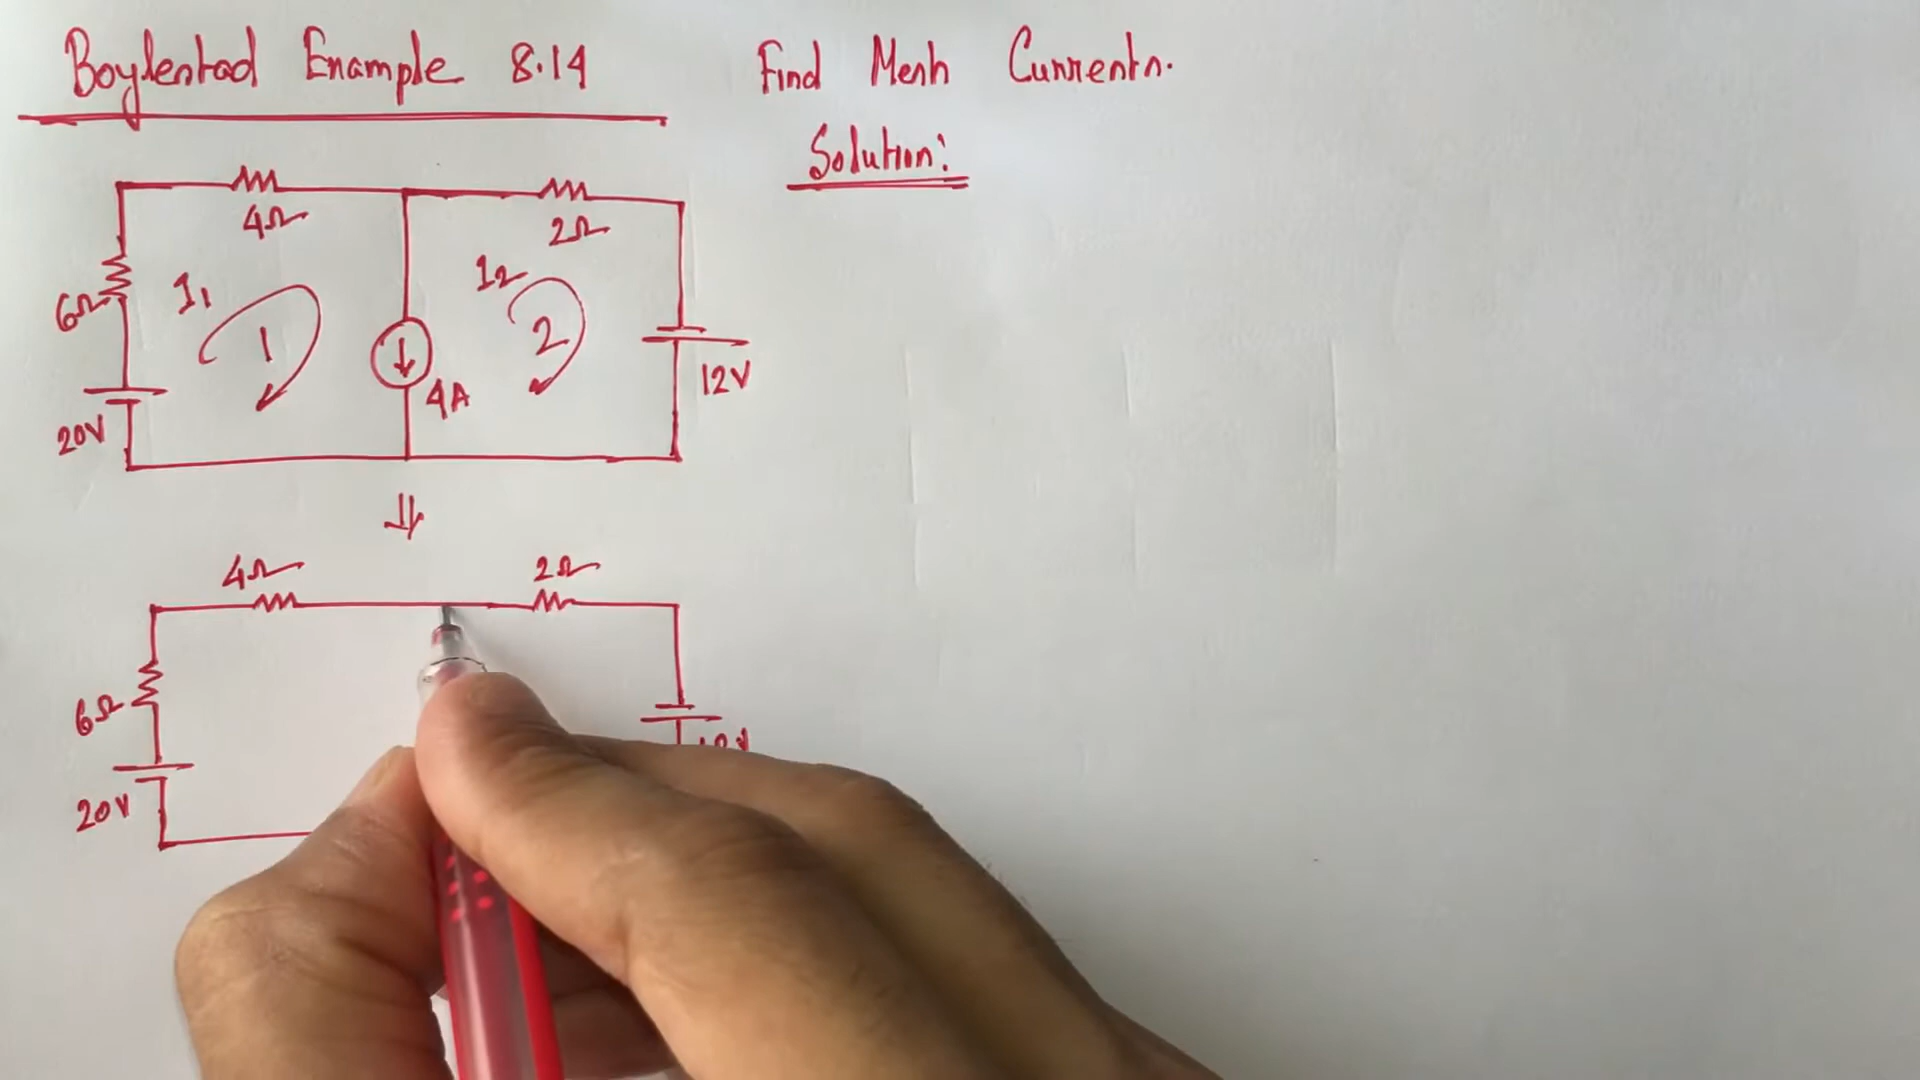 Boylestad Example 8.14
Find Mesh Currents.
Solution:
4Ω
2Ω
6Ω
I1
1
I2
2
4A
12V
20V
4Ω
2Ω
6Ω
20V